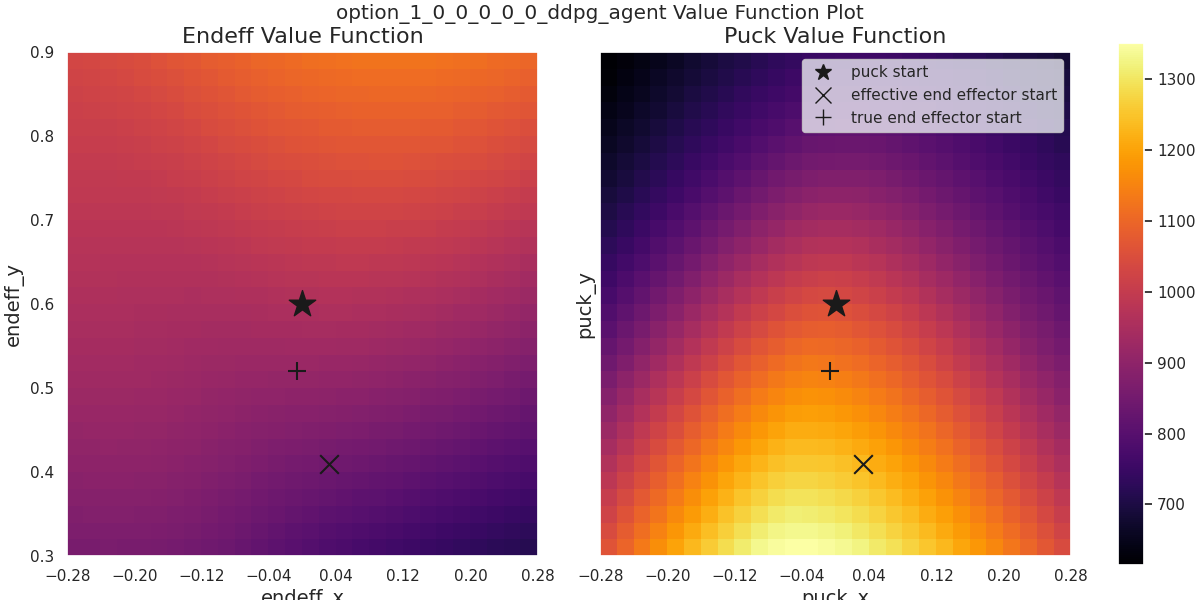 option_1_0_0_0_0_0_ddpg_agent Value Function Plot
Endeff Value Function
Puck Value Function
puck start
effective end effector start
true end effector start
0.9
0.8
0.7
0.6
0.5
0.4
0.3
endeff_y
−0.28 −0.20 −0.12 −0.04 0.04 0.12 0.20 0.28
endeff_x
puck_y
−0.28 −0.20 −0.12 −0.04 0.04 0.12 0.20 0.28
puck_x
1300
1200
1100
1000
900
800
700